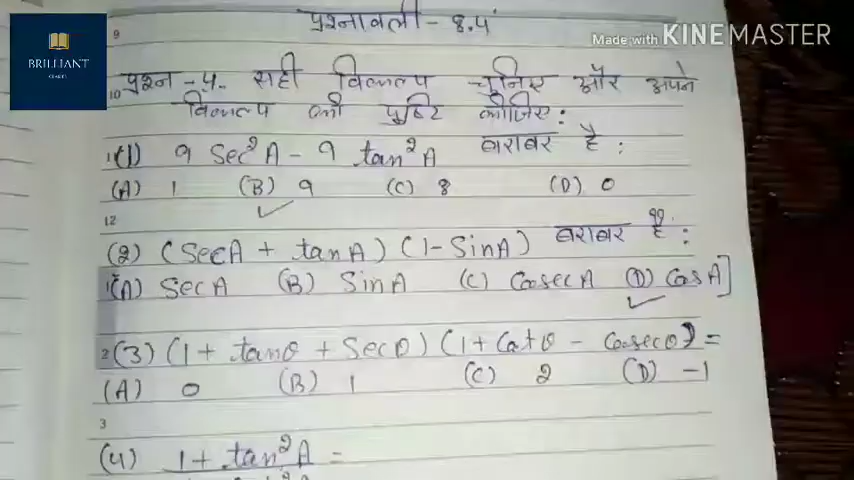 प्रश्नावली - 8.4
9
Made with KINEMASTER
BRILLIANT
10 प्रश्न - 4. सही विकल्प चुनिए और अपने
विकल्प की पुष्टि कीजिए :
(1) 9 Sec²A - 9 tan²A बराबर है :
(A) 1 (B) 9 (C) 8 (D) 0
12
(2) (SecA + tanA) (1 - SinA) बराबर है :
(A) SecA (B) SinA (C) CosecA (D) CosA]
2 (3) (1 + tanθ + Secθ) (1 + Cotθ - Cosecθ) =
(A) 0 (B) 1 (C) 2 (D) -1
3
(4) 1 + tan²A =